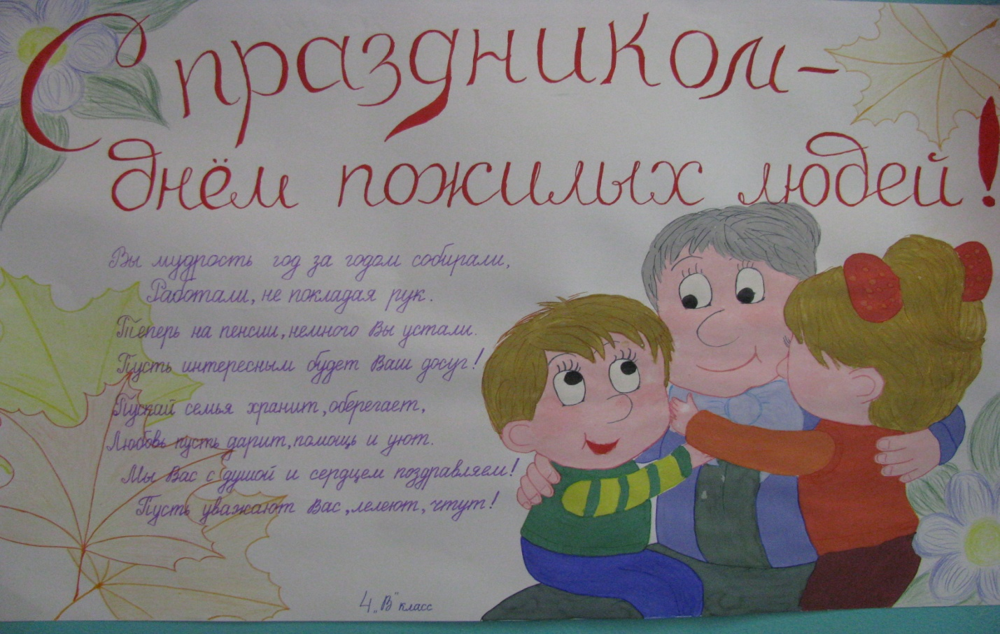 С праздником-
днём пожилых людей!
Вы мудрость год за годом собирали,
Работали, не покладая рук.
Теперь на пенсии, немного Вы устали.
Пусть интересным будет Ваш досуг!
Пускай семья хранит, оберегает,
Любовь пусть дарит, помощь и уют.
Мы Вас с душой и сердцем поздравляем!
Пусть уважают Вас, лелеют, чтут!
4 „В" класс